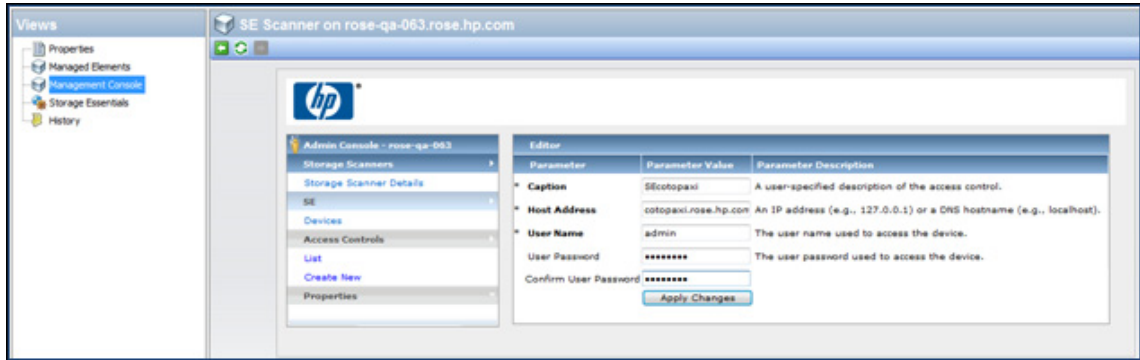 Views
Properties
Managed Elements
Management Console
Storage Essentials
History
SE Scanner on rose-qa-063.rose.hp.com
hp
Admin Console - rose-qa-063
Storage Scanners
Storage Scanner Details
SE
Devices
Access Controls
List
Create New
Properties
Editor
Parameter Parameter Value Parameter Description
* Caption SEcotopaxi A user-specified description of the access control.
* Host Address cotopaxi.rose.hp.com An IP address (e.g., 127.0.0.1) or a DNS hostname (e.g., localhost).
* User Name admin The user name used to access the device.
User Password •••••••• The user password used to access the device.
Confirm User Password ••••••••
Apply Changes